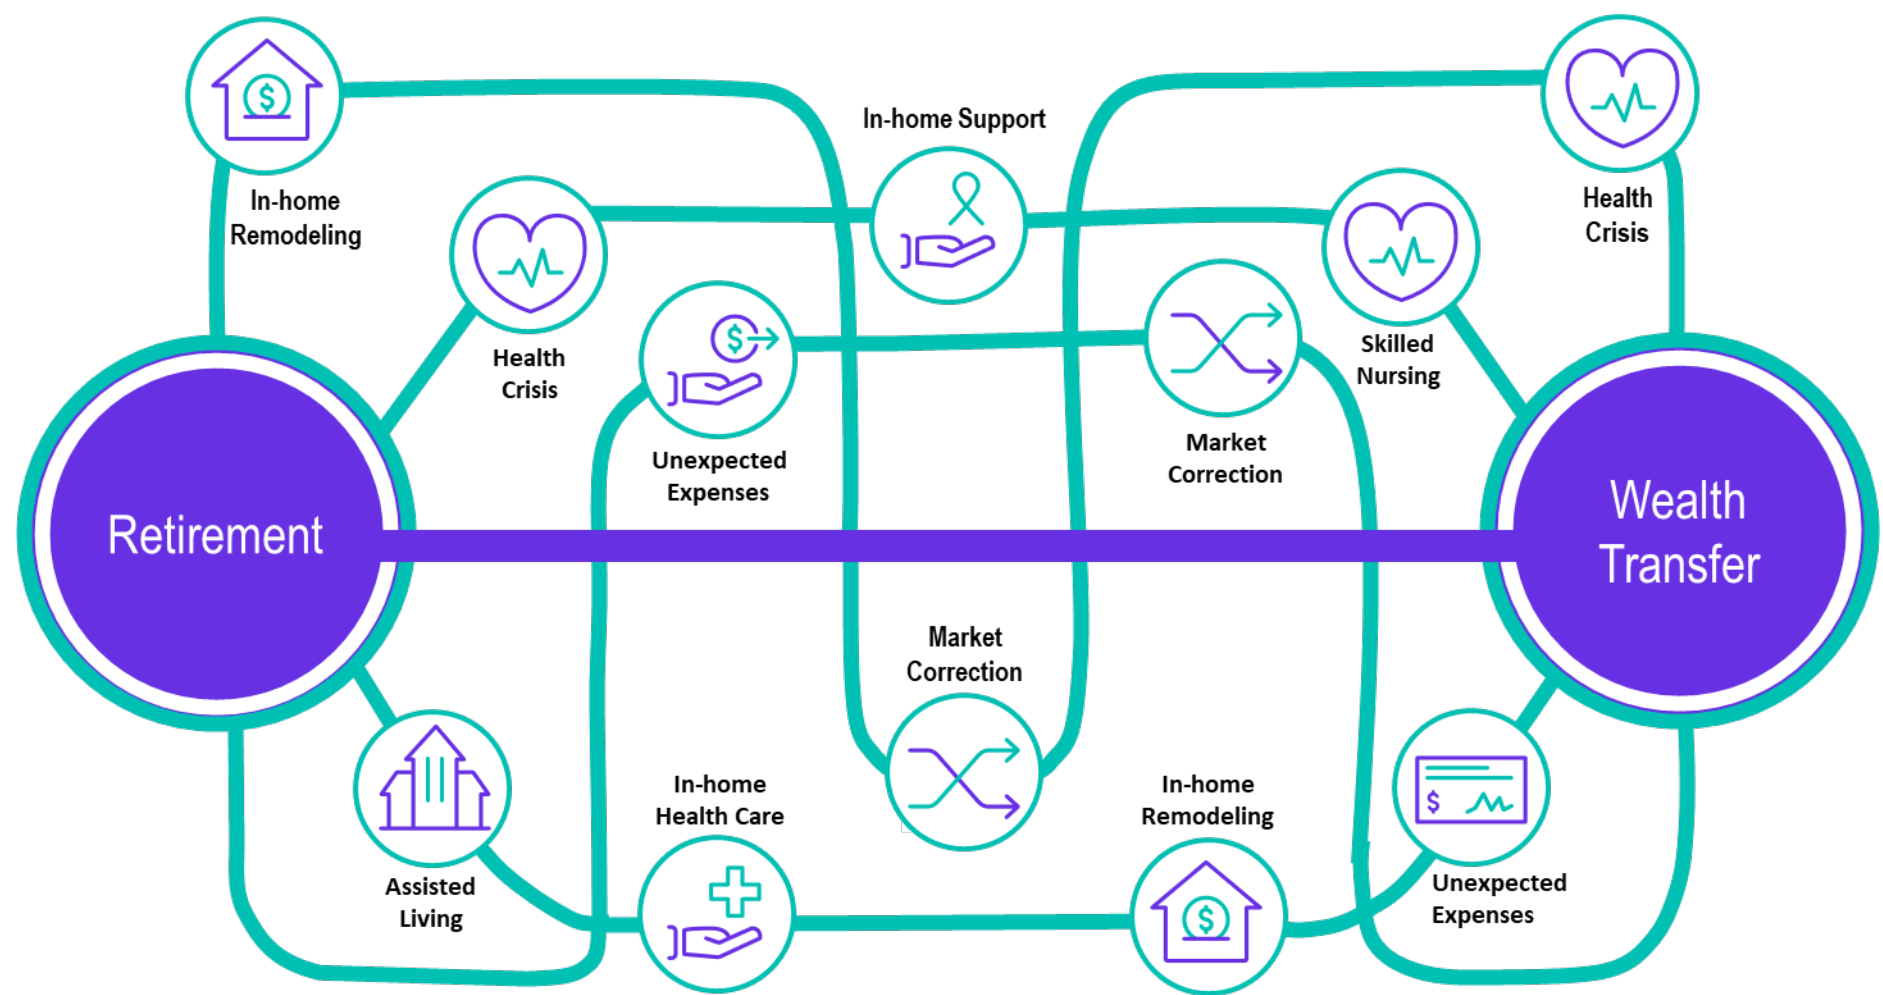 In-home
Remodeling
In-home Support
Health
Crisis
Health
Crisis
Skilled
Nursing
Unexpected
Expenses
Market
Correction
Retirement
Wealth
Transfer
Market
Correction
In-home
Health Care
In-home
Remodeling
Assisted
Living
Unexpected
Expenses
$
$
$
$